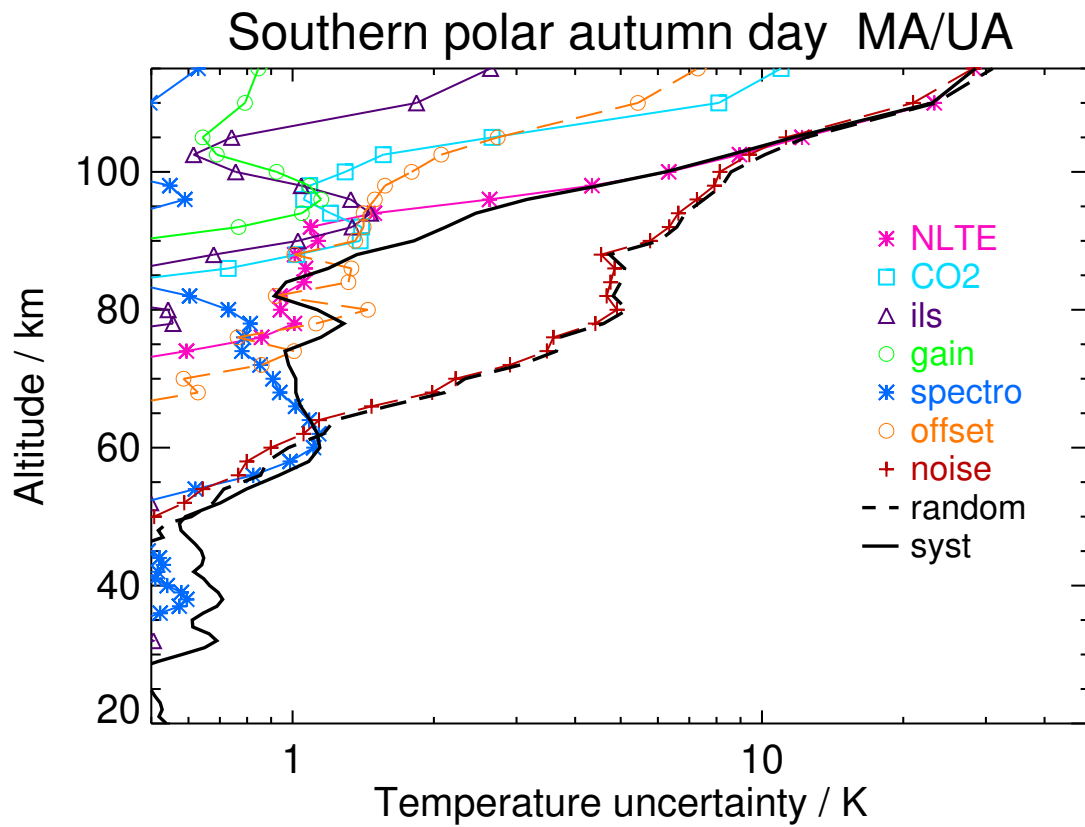 Southern polar autumn day MA/UA
Altitude / km
100
80
60
40
20
NLTE
CO2
ils
gain
spectro
offset
noise
random
syst
1
10
Temperature uncertainty / K